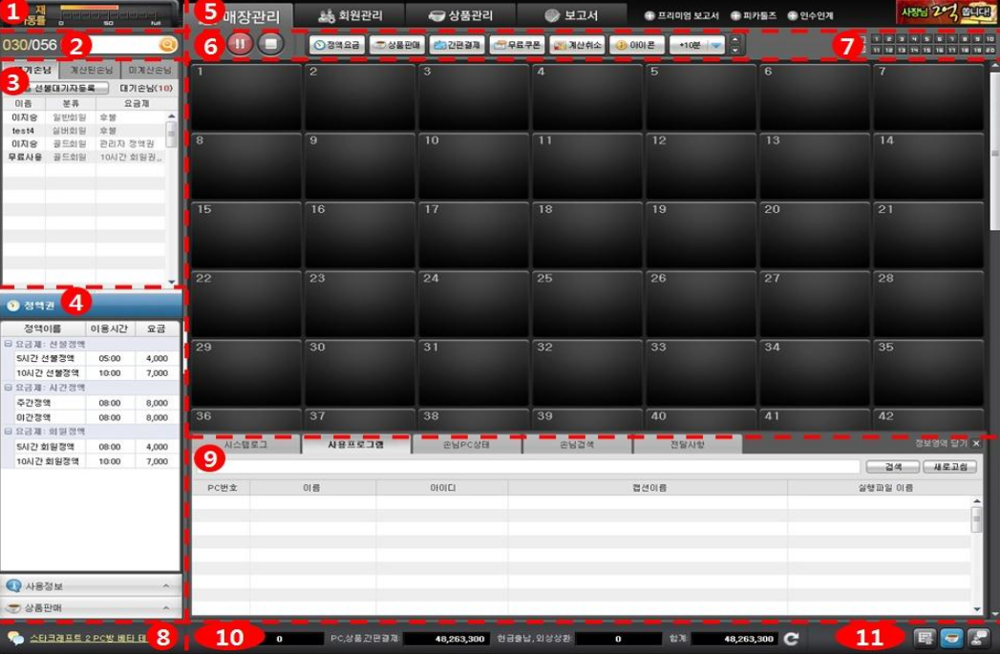 1
재
가동률
0 50 full
5
매장관리 회원관리 상품관리 보고서 프리미엄 보고서 피카툴즈 인수인계
사장님 2억 쏩니다!
030/056 2
6
정액요금 상품판매 간편결제 무료쿠폰 계산취소 아이콘 +10분
7
1 2 3 4 5 6 7 8 9 10
11 12 13 14 15 16 17 18 19 20
3
대기손님 계산된손님 미계산손님
선불대기자등록 대기손님(10)
이름 분류 요금제
이지승 일반회원 후불
test4 실버회원 후불
이지승 골드회원 관리자 정액권
무료사용 골드회원 10시간 회원권...
1 2 3 4 5 6 7
8 9 10 11 12 13 14
15 16 17 18 19 20 21
22 23 24 25 26 27 28
29 30 31 32 33 34 35
36 37 38 39 40 41 42
정액권 4
정액이름 이용시간 요금
요금제: 선불정액
5시간 선불정액 05:00 4,000
10시간 선불정액 10:00 7,000
요금제: 시간정액
주간정액 08:00 8,000
야간정액 08:00 8,000
요금제: 회원정액
5시간 회원정액 08:00 4,000
10시간 회원정액 10:00 7,000
사용정보
상품판매
시스템로그 사용프로그램 손님PC상태 손님검색 전달사항 정보영역 닫기 ×
9
검색 새로고침
PC번호 이름 아이디 캡션이름 실행파일 이름
스타크래프트 2 PC방 베타 테 8
10 0 PC,상품,간편결제: 48,263,300 현금출납,외상상환: 0 합계: 48,263,300
11